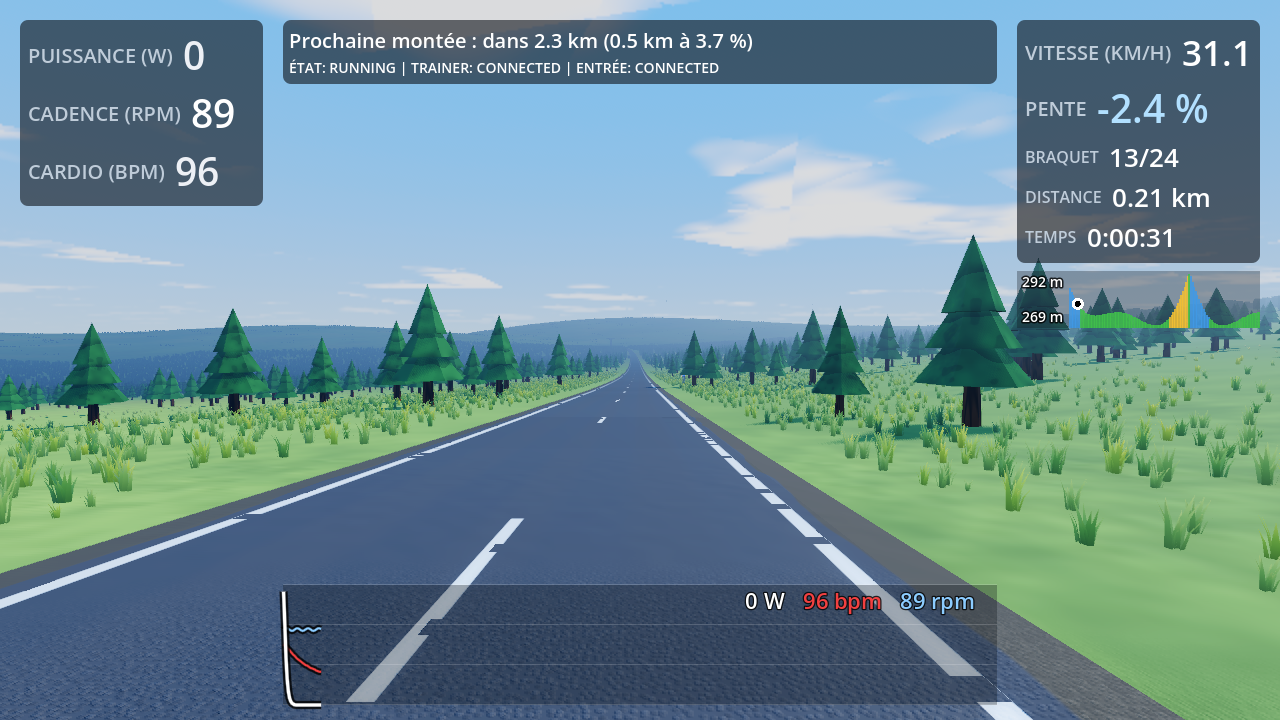 PUISSANCE (W) 0
CADENCE (RPM) 89
CARDIO (BPM) 96
Prochaine montée : dans 2.3 km (0.5 km à 3.7 %)
ÉTAT: RUNNING | TRAINER: CONNECTED | ENTRÉE: CONNECTED
VITESSE (KM/H) 31.1
PENTE -2.4 %
BRAQUET 13/24
DISTANCE 0.21 km
TEMPS 0:00:31
292 m
269 m
0 W 96 bpm 89 rpm